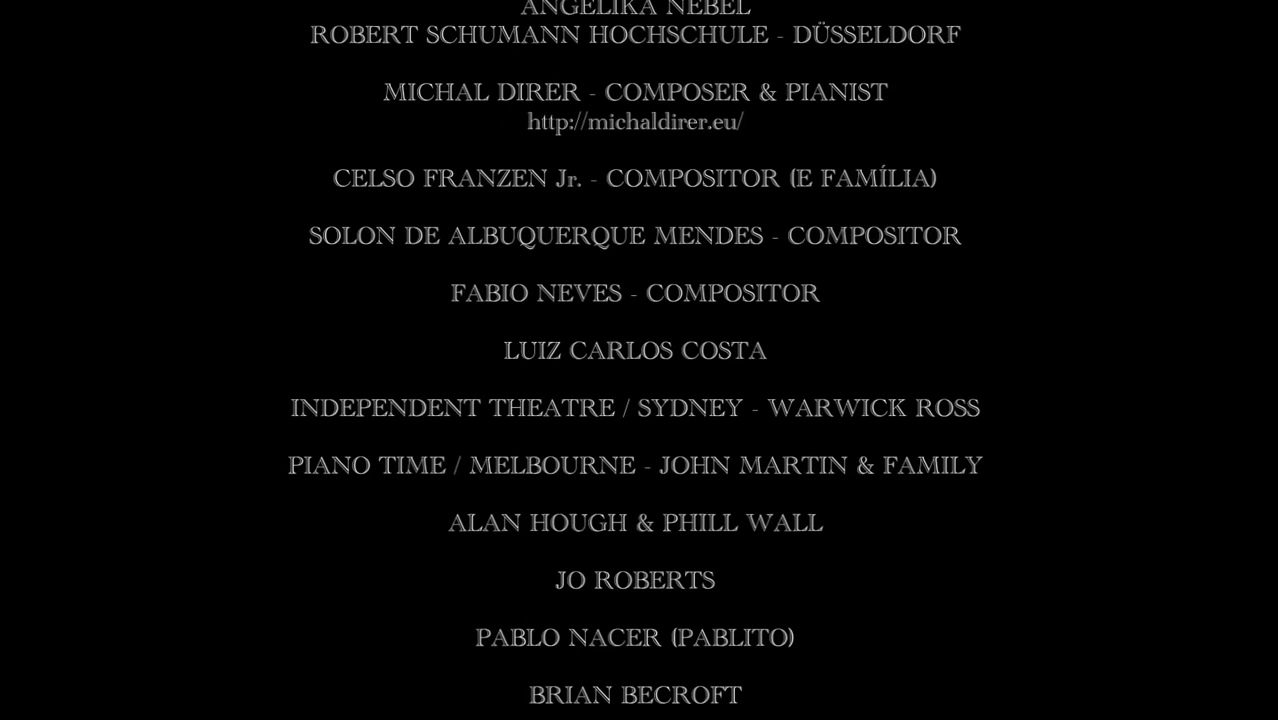 ANGELIKA NEBEL
ROBERT SCHUMANN HOCHSCHULE - DÜSSELDORF
MICHAL DIRER - COMPOSER & PIANIST
http://michaldirer.eu/
CELSO FRANZEN Jr. - COMPOSITOR (E FAMÍLIA)
SOLON DE ALBUQUERQUE MENDES - COMPOSITOR
FABIO NEVES - COMPOSITOR
LUIZ CARLOS COSTA
INDEPENDENT THEATRE / SYDNEY - WARWICK ROSS
PIANO TIME / MELBOURNE - JOHN MARTIN & FAMILY
ALAN HOUGH & PHILL WALL
JO ROBERTS
PABLO NACER (PABLITO)
BRIAN BECROFT